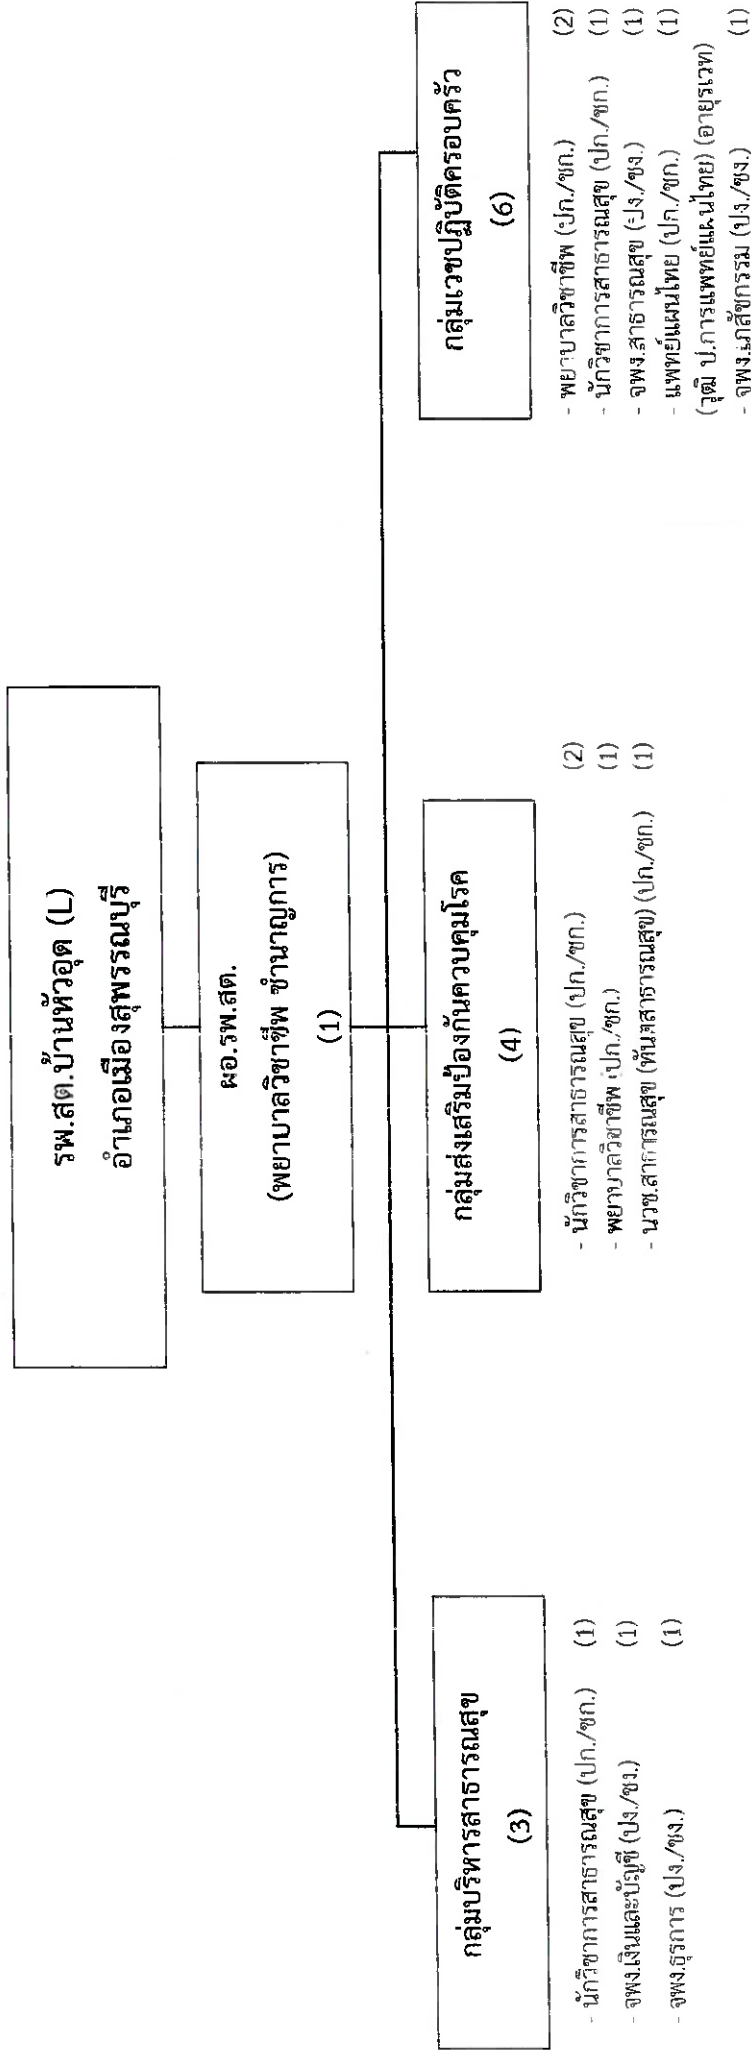 รพ.สต.บ้านหัวอุด (L)
อำเภอเมืองสุพรรณบุรี
ผอ.รพ.สต.
(พยาบาลวิชาชีพ ชำนาญการ)
(1)
กลุ่มบริหารสาธารณสุข
(3)
- นักวิชาการสาธารณสุข (ปก./ชก.) (1)
- จพง.เงินและบัญชี (ปง./ชง.) (1)
- จพง.ธุรการ (ปง./ชง.) (1)
กลุ่มส่งเสริมป้องกันควบคุมโรค
(4)
- นักวิชาการสาธารณสุข (ปก./ชก.) (2)
- พยาบาลวิชาชีพ (ปก./ชก.) (1)
- นวช.สาธารณสุข (ทันตสาธารณสุข) (ปก./ชก.) (1)
กลุ่มเวชปฏิบัติครอบครัว
(6)
- พยาบาลวิชาชีพ (ปก./ชก.) (2)
- นักวิชาการสาธารณสุข (ปก./ชก.) (1)
- จพง.สาธารณสุข (ปง./ชง.) (1)
- แพทย์แผนไทย (ปก./ชก.) (1)
(วุฒิ ป.การแพทย์แผนไทย) (อายุรเวท)
- จพง.เภสัชกรรม (ปง./ชง.) (1)